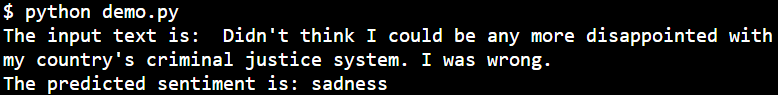 $ python demo.py
The input text is:  Didn't think I could be any more disappointed with
my country's criminal justice system. I was wrong.
The predicted sentiment is: sadness